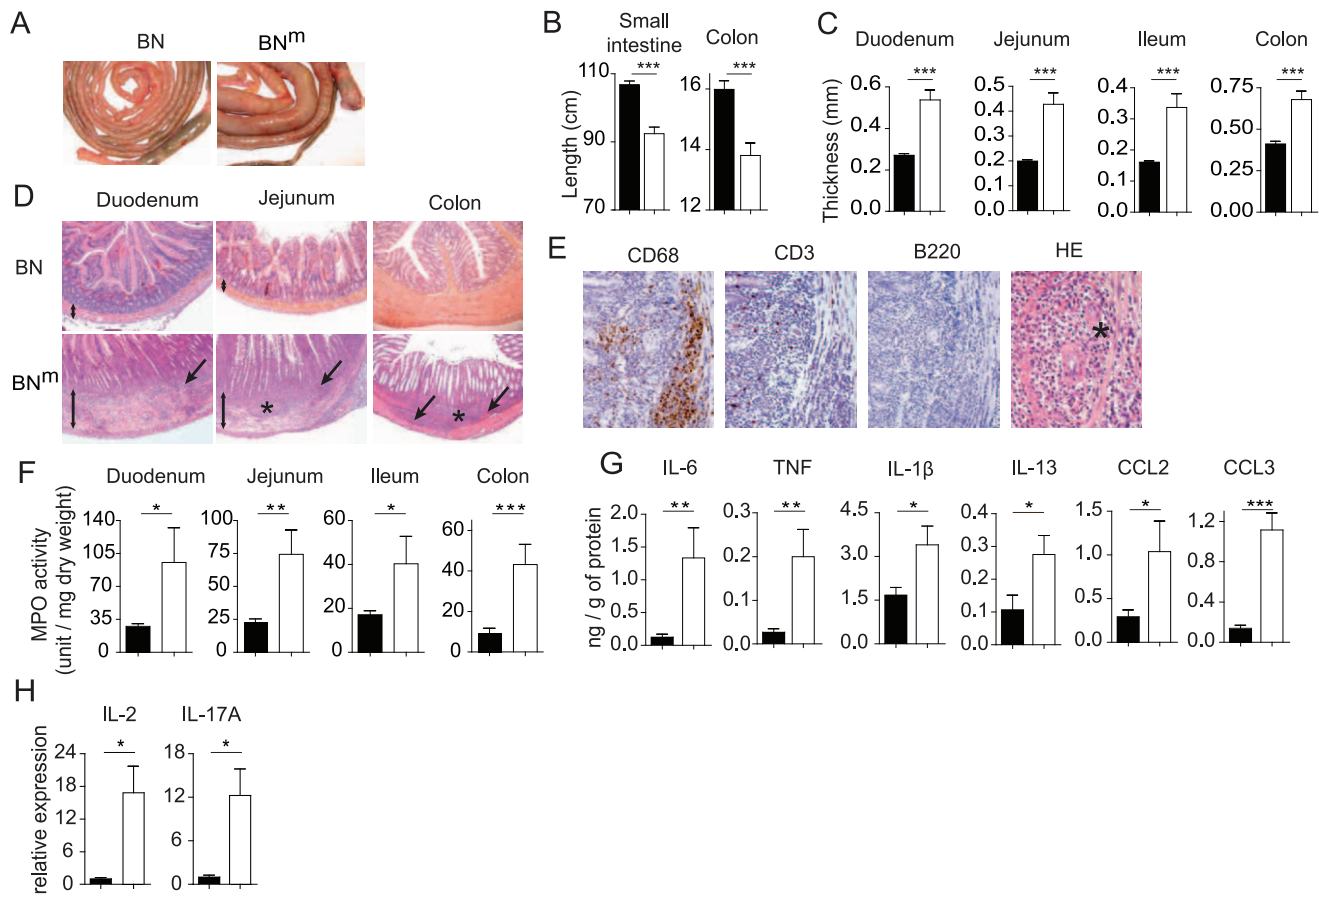 A
BN
BNm
B
Small
intestine
Colon
***
***
Length (cm)
110
90
70
16
14
12
C
Duodenum
Jejunum
Ileum
Colon
***
***
***
***
Thickness (mm)
0.6
0.4
0.2
0.0
0.5
0.4
0.3
0.2
0.1
0.0
0.4
0.3
0.2
0.1
0.0
0.75
0.50
0.25
0.00
D
Duodenum
Jejunum
Colon
BN
BNm
*
*
E
CD68
CD3
B220
HE
*
F
Duodenum
Jejunum
Ileum
Colon
*
**
*
***
MPO activity
(unit / mg dry weight)
140
105
70
35
0
100
75
50
25
0
60
40
20
0
60
40
20
0
G
IL-6
TNF
IL-1β
IL-13
CCL2
CCL3
**
**
*
*
*
***
ng / g of protein
2.0
1.5
1.0
0.5
0.0
0.3
0.2
0.1
0.0
4.5
3.0
1.5
0.0
0.4
0.3
0.2
0.1
0.0
1.5
1.0
0.5
0.0
1.2
0.9
0.6
0.3
0.0
H
IL-2
IL-17A
*
*
relative expression
24
18
12
6
0
18
12
6
0